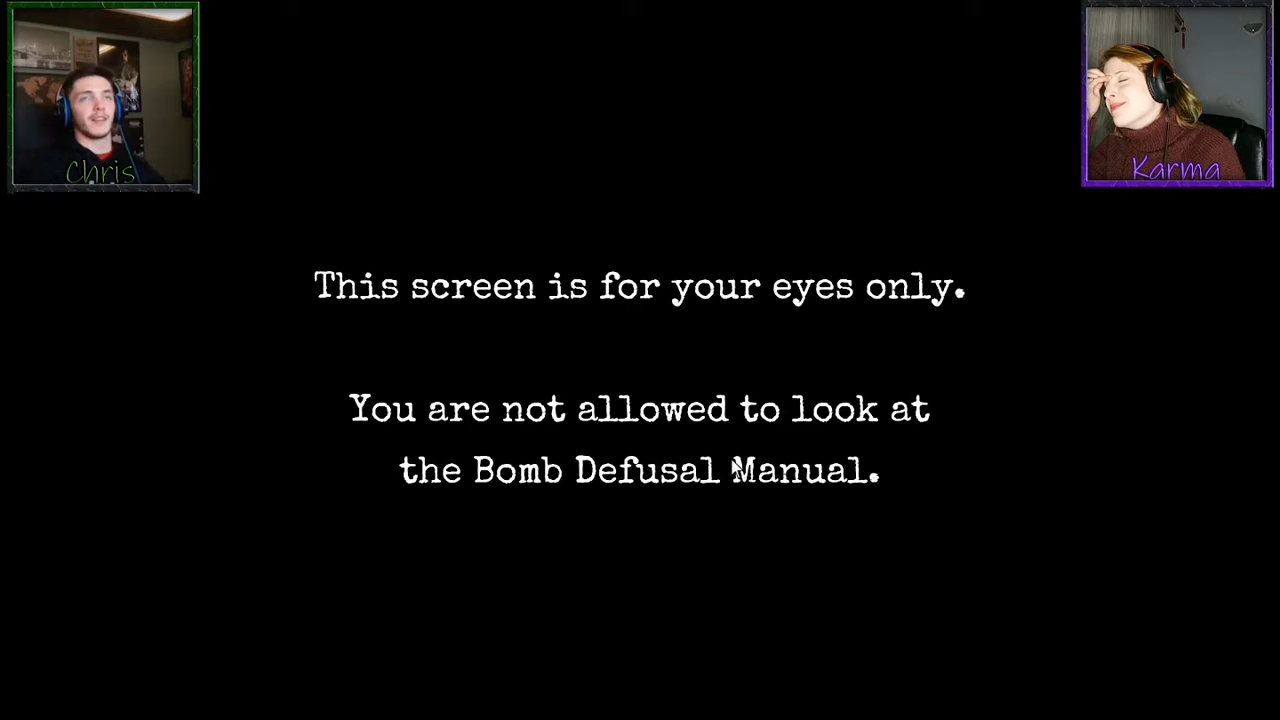 Chris
Karma
This screen is for your eyes only.
You are not allowed to look at
the Bomb Defusal Manual.